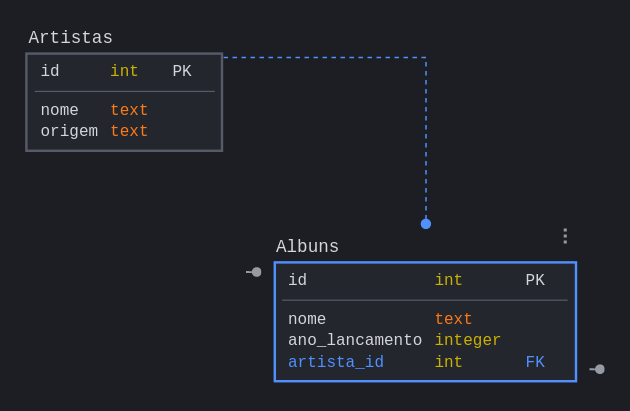 Artistas
id int PK
nome text
origem text
Albuns
id int PK
nome text
ano_lancamento integer
artista_id int FK